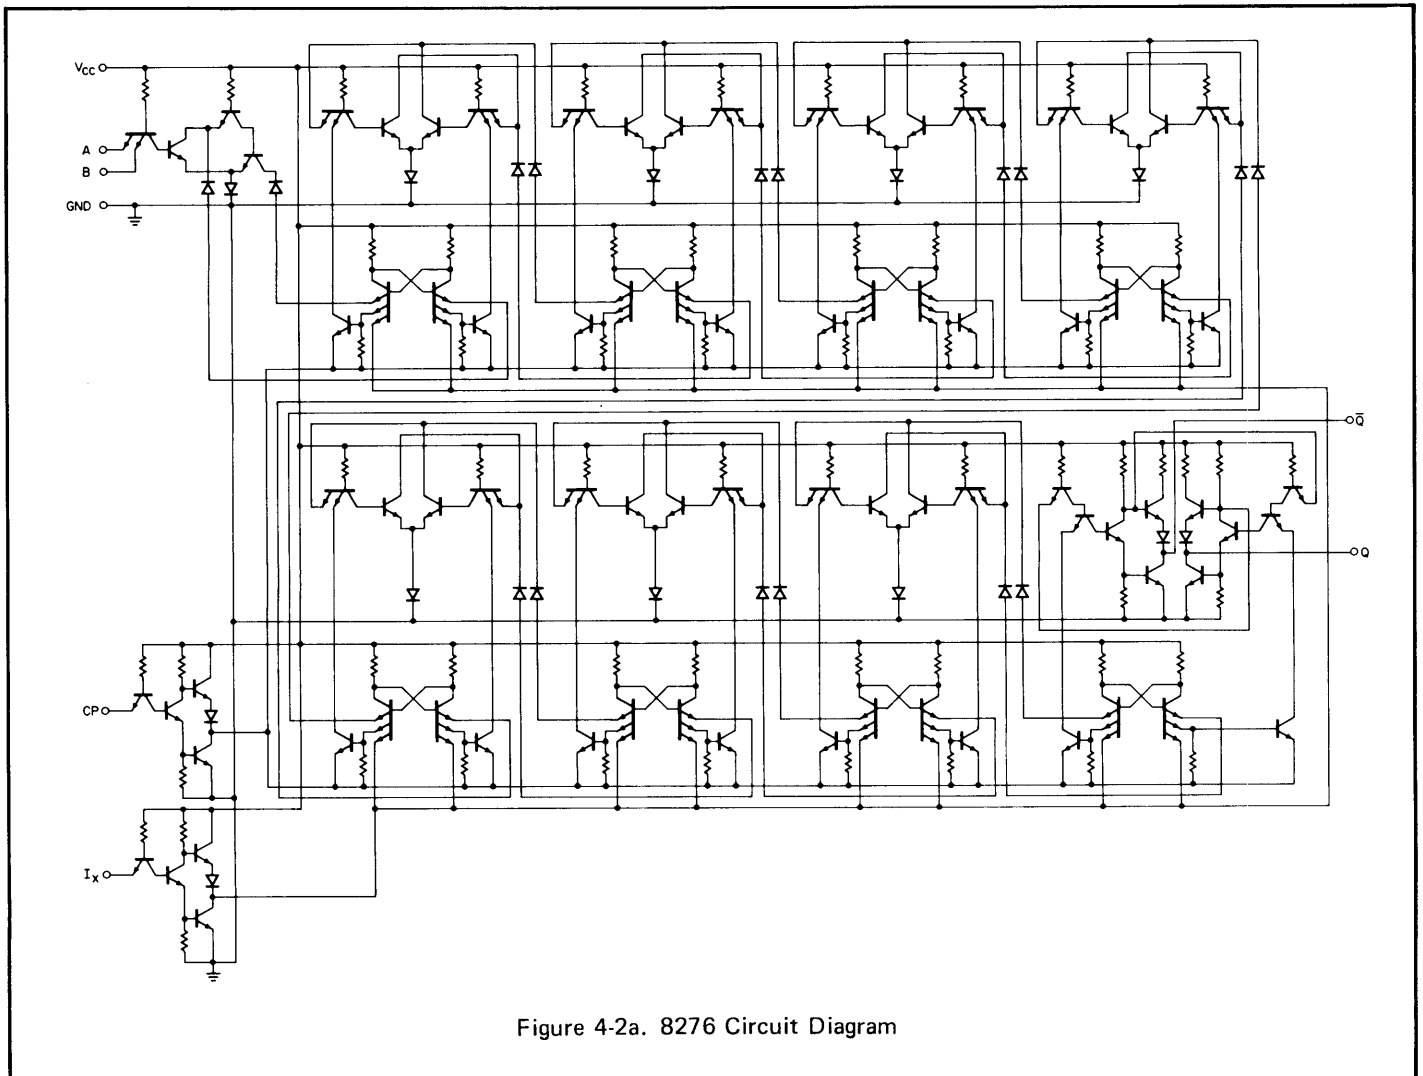 VCC
A
B
GND
Q̅
Q
CP
Ix
Figure 4-2a. 8276 Circuit Diagram